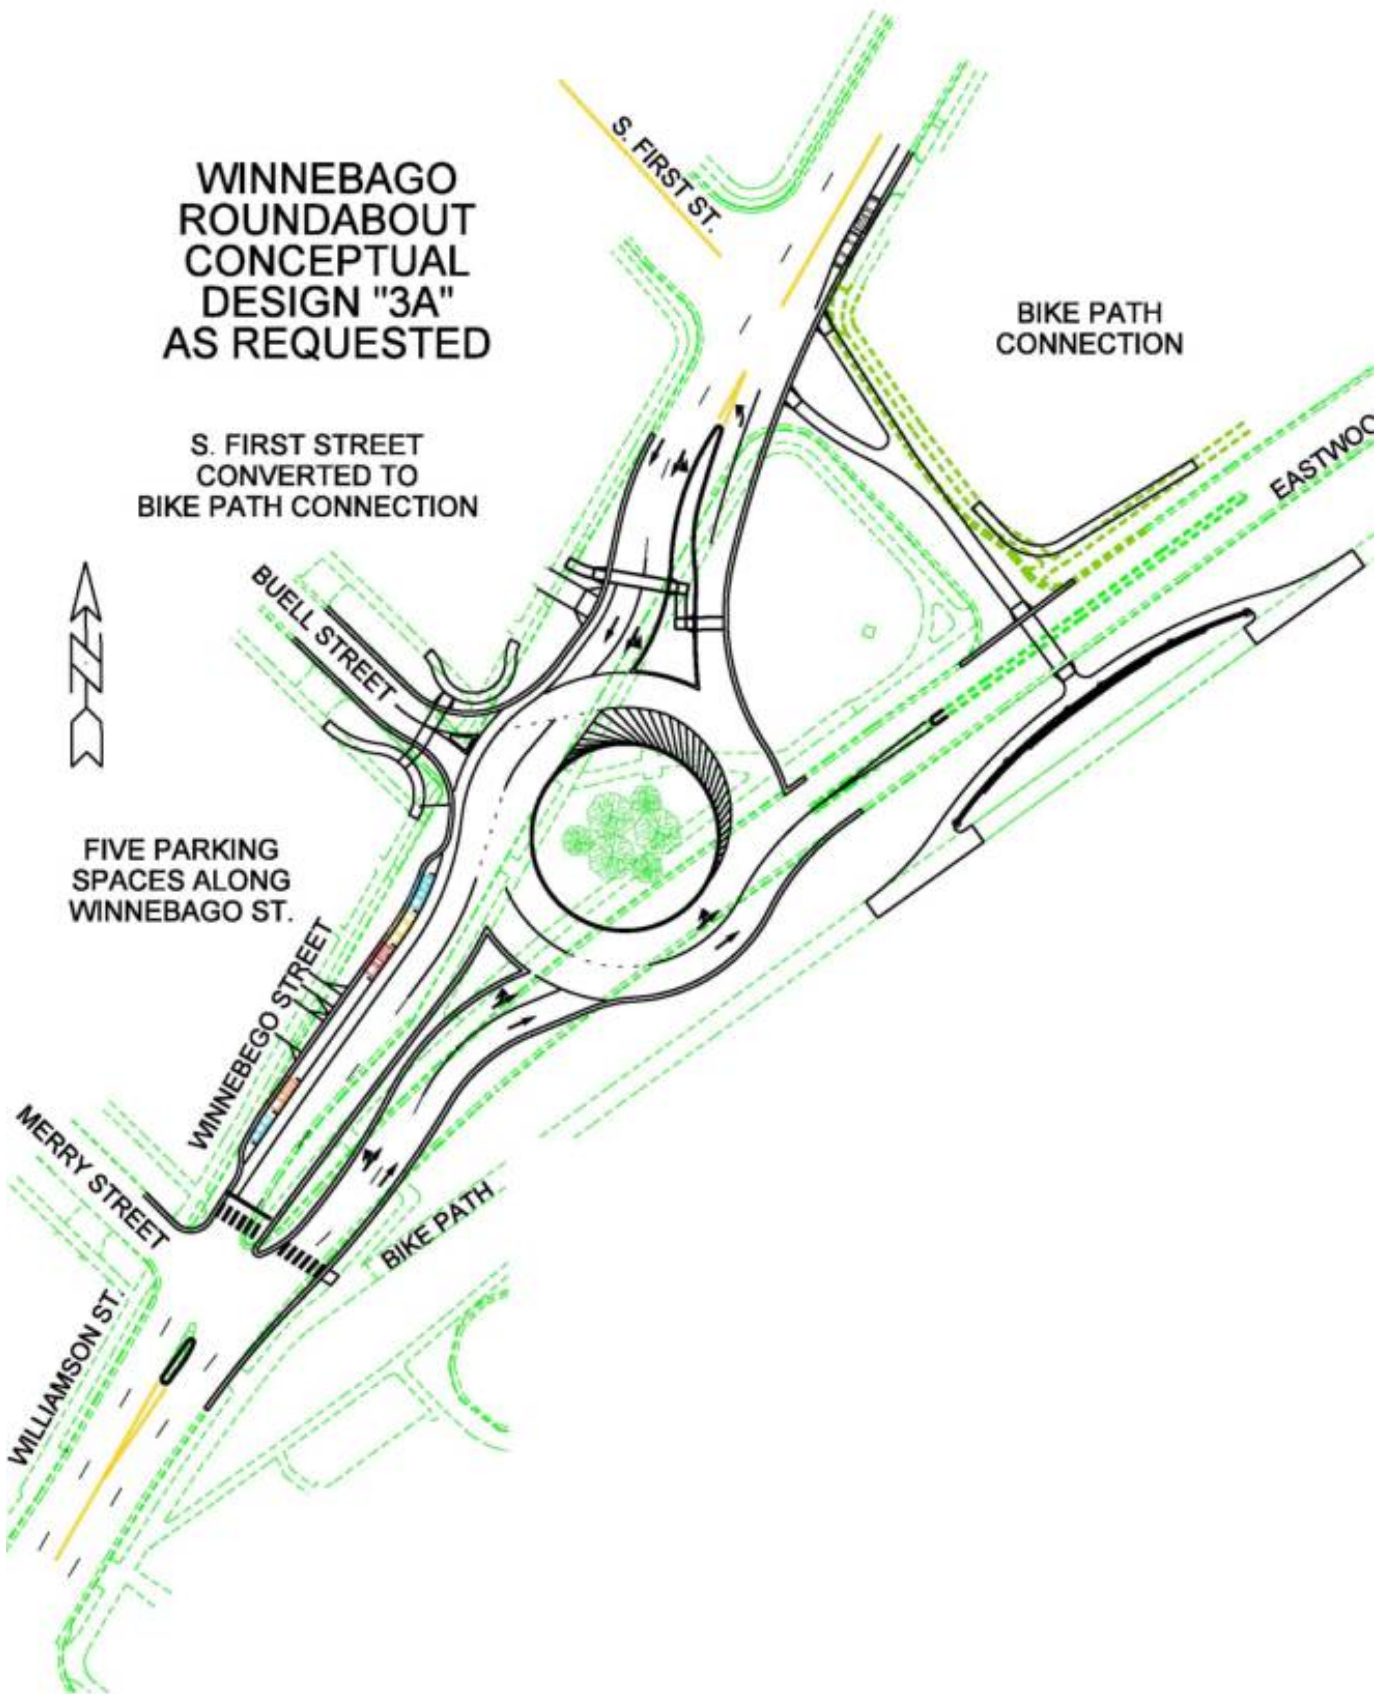 S. FIRST ST.
WINNEBAGO
ROUNDABOUT
CONCEPTUAL
DESIGN "3A"
AS REQUESTED
BIKE PATH
CONNECTION
S. FIRST STREET
CONVERTED TO
BIKE PATH CONNECTION
EASTWOO
BUELL STREET
N
FIVE PARKING
SPACES ALONG
WINNEBAGO ST.
WINNEBEGO STREET
MERRY STREET
BIKE PATH
WILLIAMSON ST.